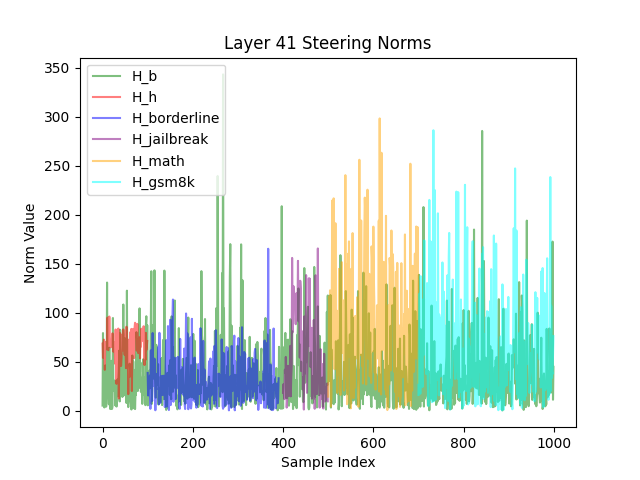 Layer 41 Steering Norms
350
300
250
200
150
100
50
0
Norm Value
H_b
H_h
H_borderline
H_jailbreak
H_math
H_gsm8k
0
200
400
600
800
1000
Sample Index